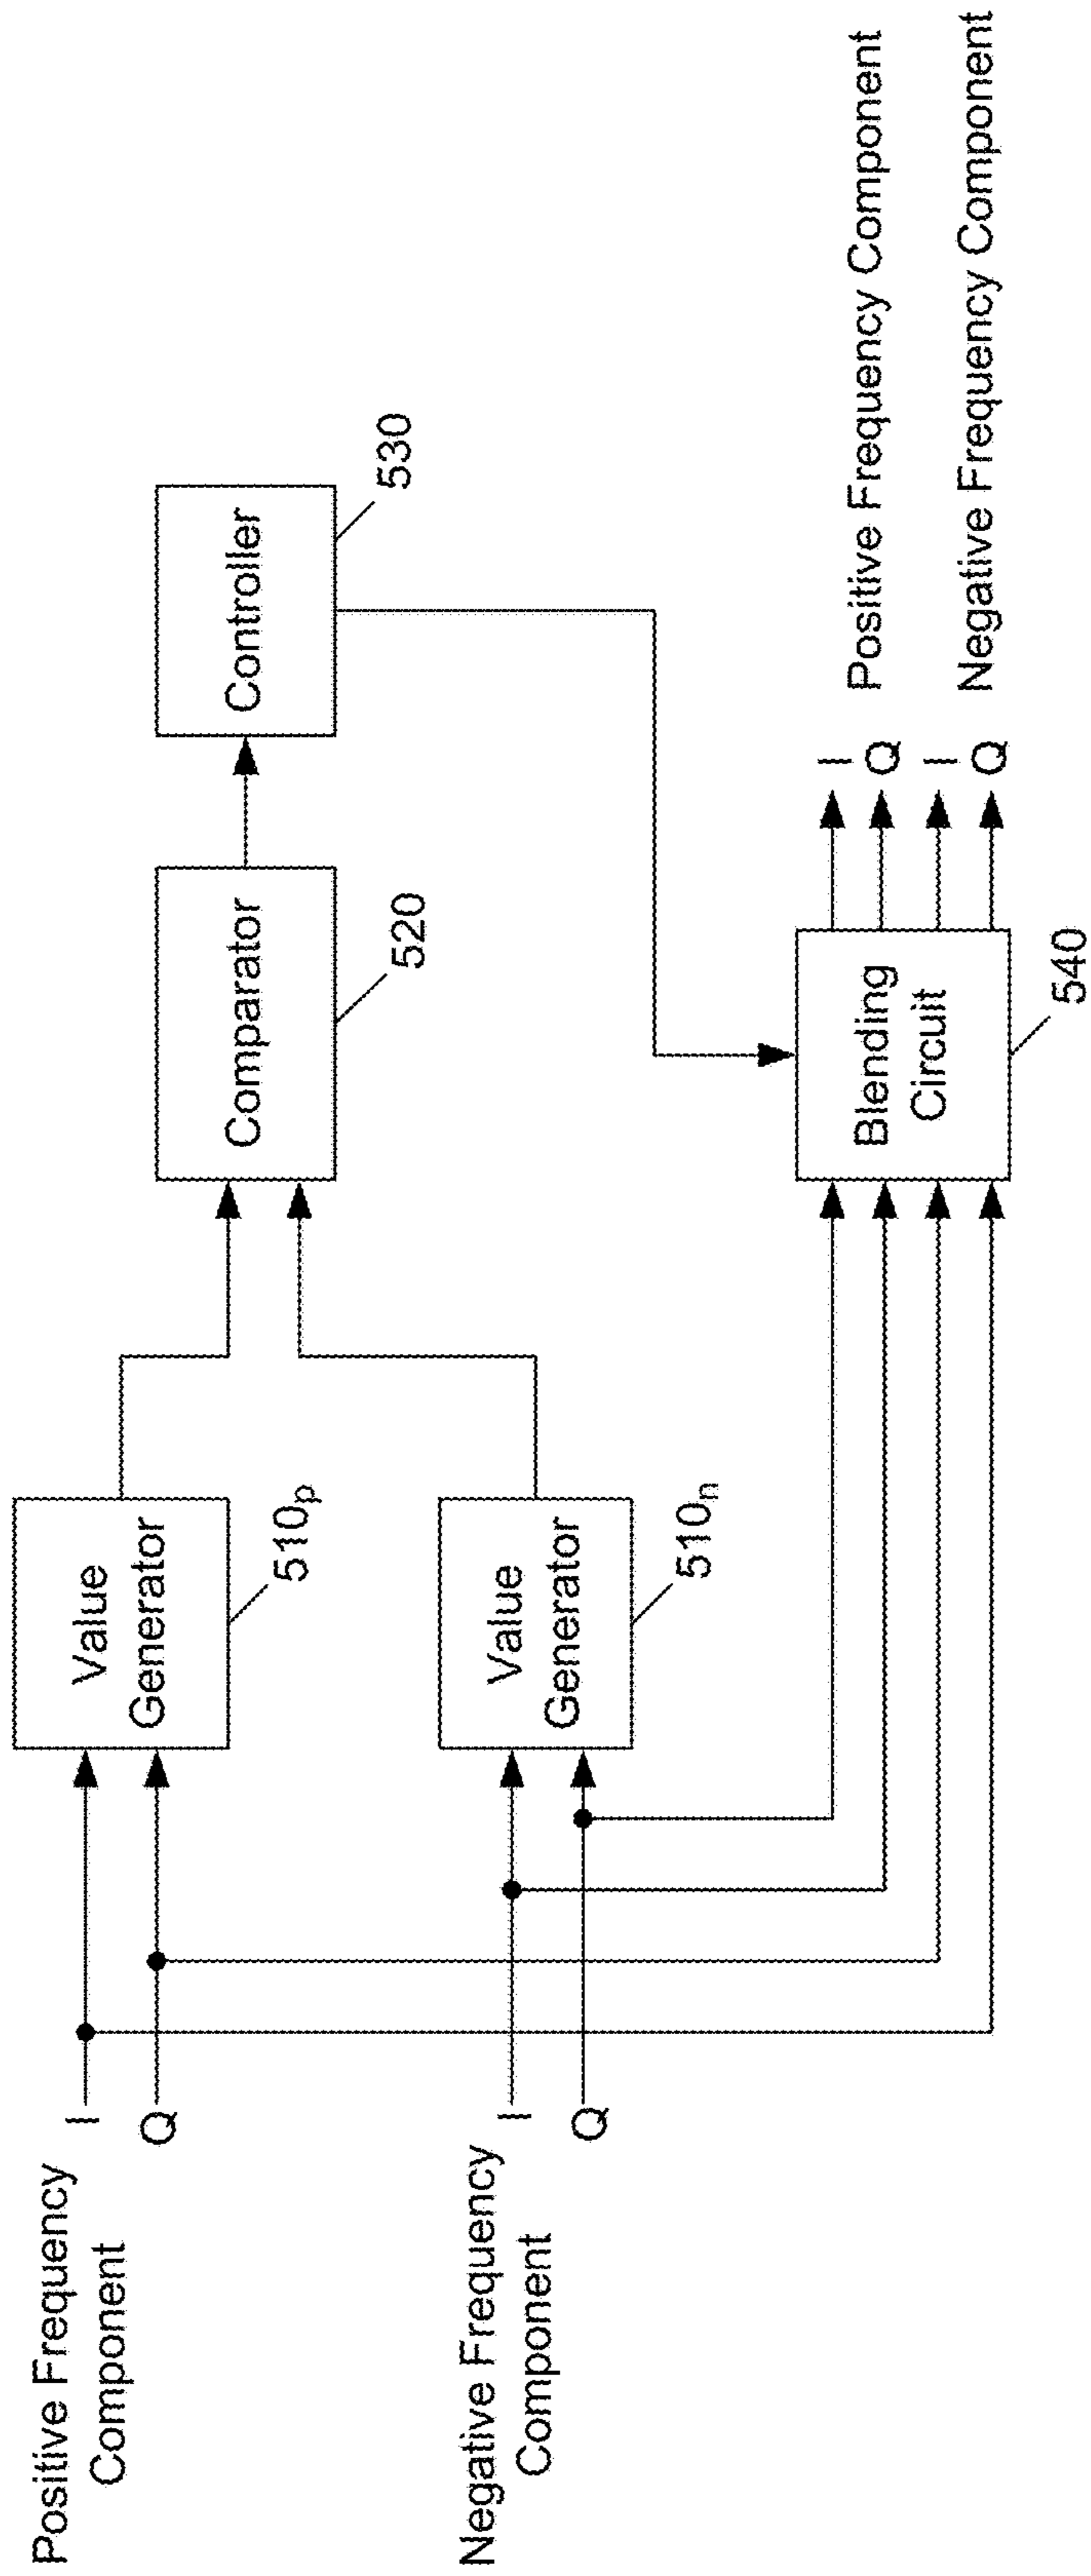 Positive Frequency
Component
I
Q
Negative Frequency
Component
I
Q
Value
Generator
510p
Value
Generator
510n
Comparator
520
Controller
530
Blending
Circuit
540
I
Q
Positive Frequency Component
I
Q
Negative Frequency Component